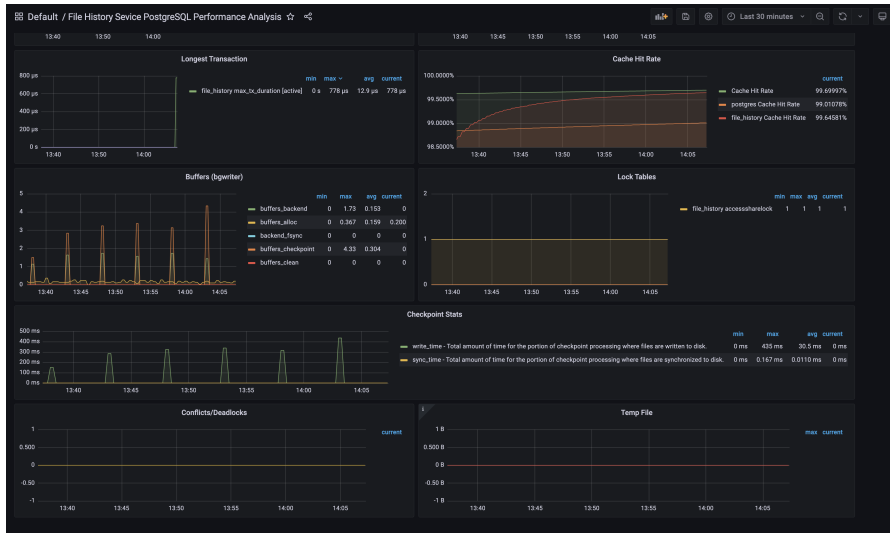 Default / File History Sevice PostgreSQL Performance Analysis
Last 30 minutes
13:40 13:50 14:00
13:40 13:45 13:50 13:55 14:00 14:05
Longest Transaction
min max avg current
file_history max_tx_duration [active] 0 s 778 µs 12.9 µs 778 µs
800 µs
600 µs
400 µs
200 µs
0 s
13:40 13:50 14:00
Cache Hit Rate
current
Cache Hit Rate 99.69997%
postgres Cache Hit Rate 99.01078%
file_history Cache Hit Rate 99.64581%
100.0000%
99.5000%
99.0000%
98.5000%
13:40 13:45 13:50 13:55 14:00 14:05
Buffers (bgwriter)
min max avg current
buffers_backend 0 1.73 0.153 0
buffers_alloc 0 0.367 0.159 0.200
backend_fsync 0 0 0 0
buffers_checkpoint 0 4.33 0.304 0
buffers_clean 0 0 0 0
5
4
3
2
1
0
13:40 13:45 13:50 13:55 14:00 14:05
Lock Tables
min max avg current
file_history accesssharelock 1 1 1 1
2
1
0
13:40 13:45 13:50 13:55 14:00 14:05
Checkpoint Stats
min max avg current
write_time - Total amount of time for the portion of checkpoint processing where files are written to disk. 0 ms 435 ms 30.5 ms 0 ms
sync_time - Total amount of time for the portion of checkpoint processing where files are synchronized to disk. 0 ms 0.167 ms 0.0110 ms 0 ms
500 ms
400 ms
300 ms
200 ms
100 ms
0 ms
13:40 13:45 13:50 13:55 14:00 14:05
Conflicts/Deadlocks
current
1
0.500
0
-0.50
-1
13:40 13:45 13:50 13:55 14:00 14:05
i
Temp File
max current
1 B
0.500 B
0 B
-0.50 B
-1 B
13:40 13:45 13:50 13:55 14:00 14:05